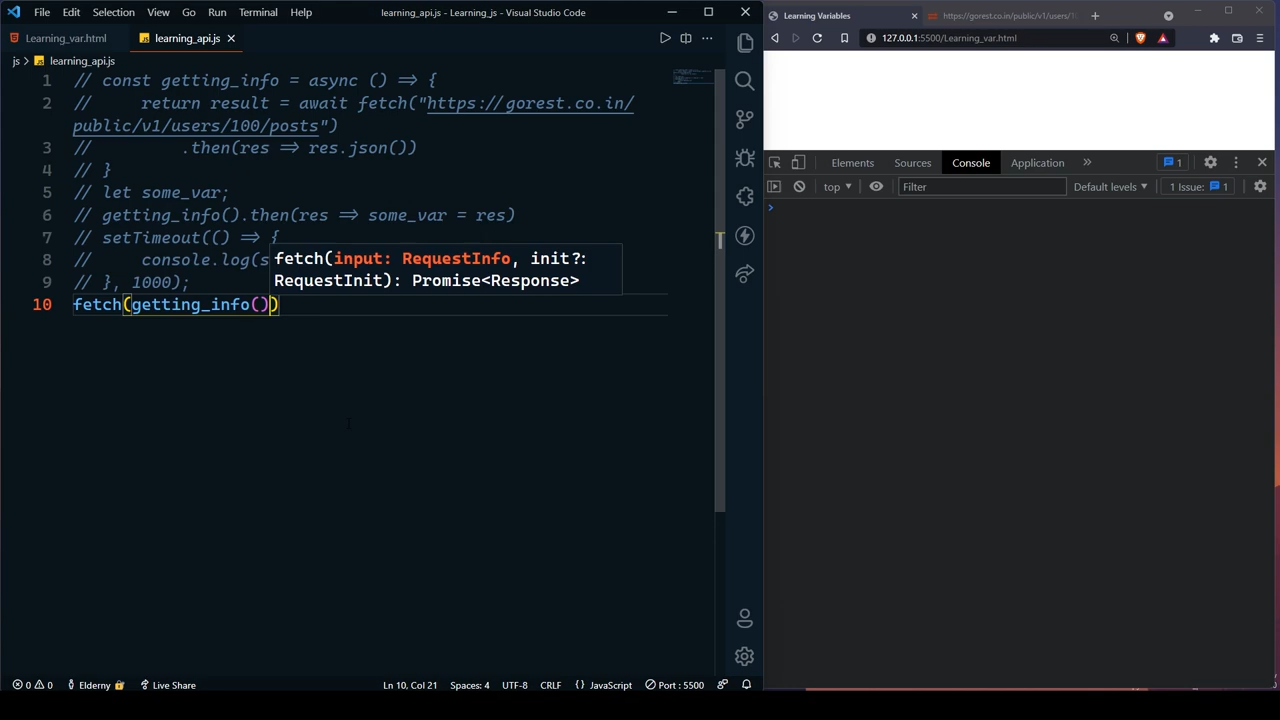 File Edit Selection View Go Run Terminal Help learning_api.js - Learning_js - Visual Studio Code
Learning_var.html learning_api.js
js > learning_api.js
1 // const getting_info = async () => {
2 // return result = await fetch("https://gorest.co.in/
public/v1/users/100/posts")
3 // .then(res => res.json())
4 // }
5 // let some_var;
6 // getting_info().then(res => some_var = res)
7 // setTimeout(() => {
8 // console.log(s
9 // }, 1000);
10 fetch(getting_info())
fetch(input: RequestInfo, init?:
RequestInit): Promise<Response>
0 0 Elderny Live Share Ln 10, Col 21 Spaces: 4 UTF-8 CRLF {} JavaScript Port : 5500
Learning Variables https://gorest.co.in/public/v1/users/1
127.0.0.1:5500/Learning_var.html
Elements Sources Console Application » 1
top Filter Default levels 1 Issue: 1
>